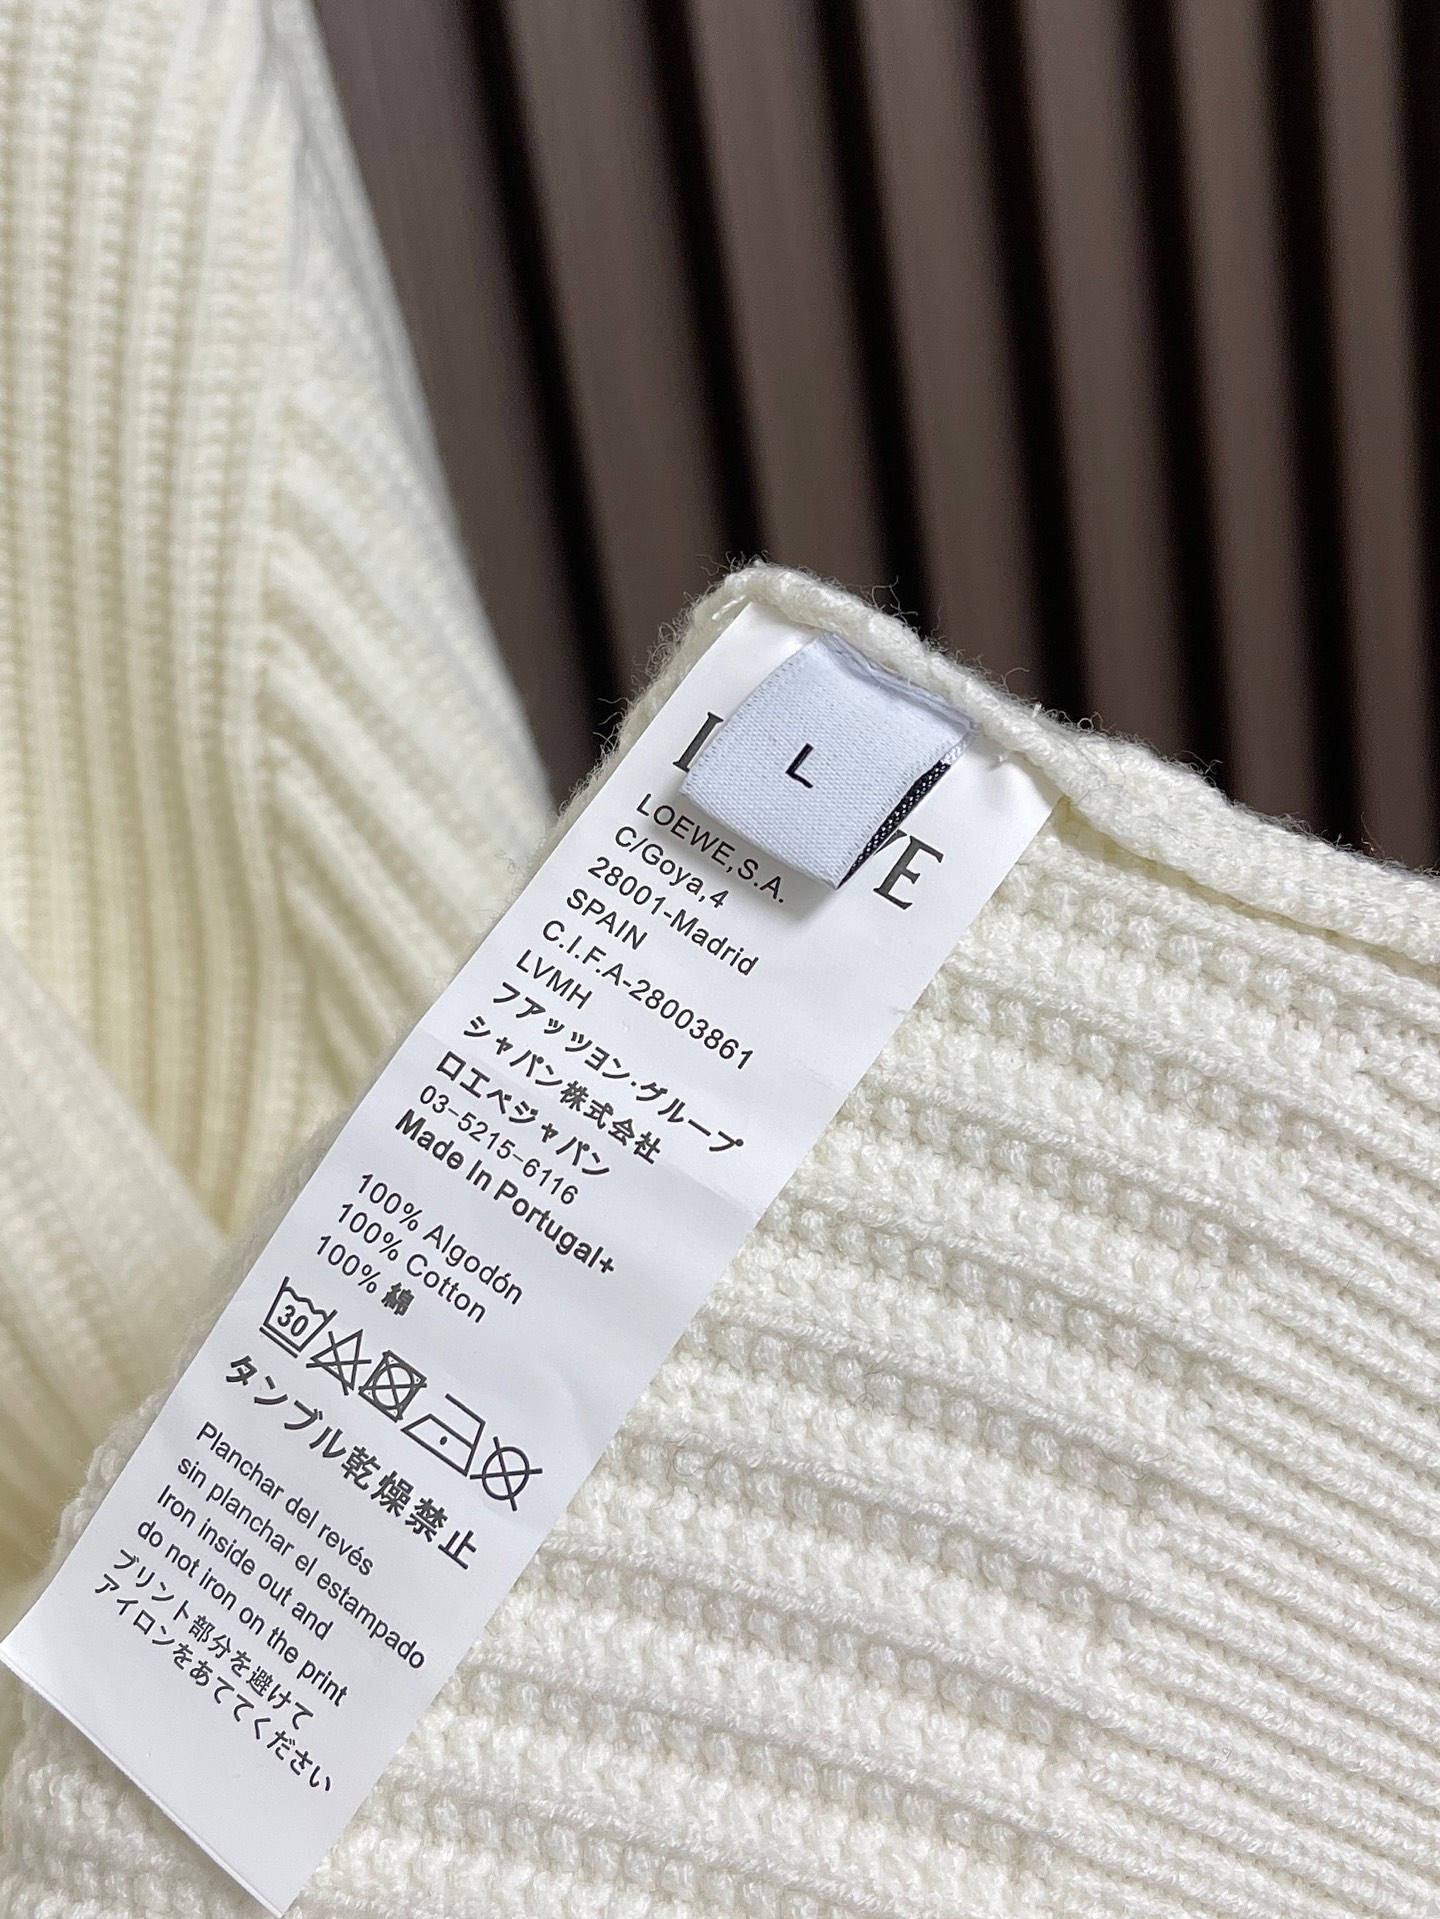 L
LOEWE,S.A.
C/Goya,4
28001-Madrid
SPAIN
C.I.F.A-28003861
LVMH
フアッツヨン·グループ
シャパン株式会社
ロエベジャパン
03-5215-6116
Made In Portugal+
100% Algodón
100% Cotton
100% 綿
30
タンブル乾燥禁止
Planchar del revés
sin planchar el estampado
Iron inside out and
do not iron on the print
プリント部分を避けて
アイロンをあててください